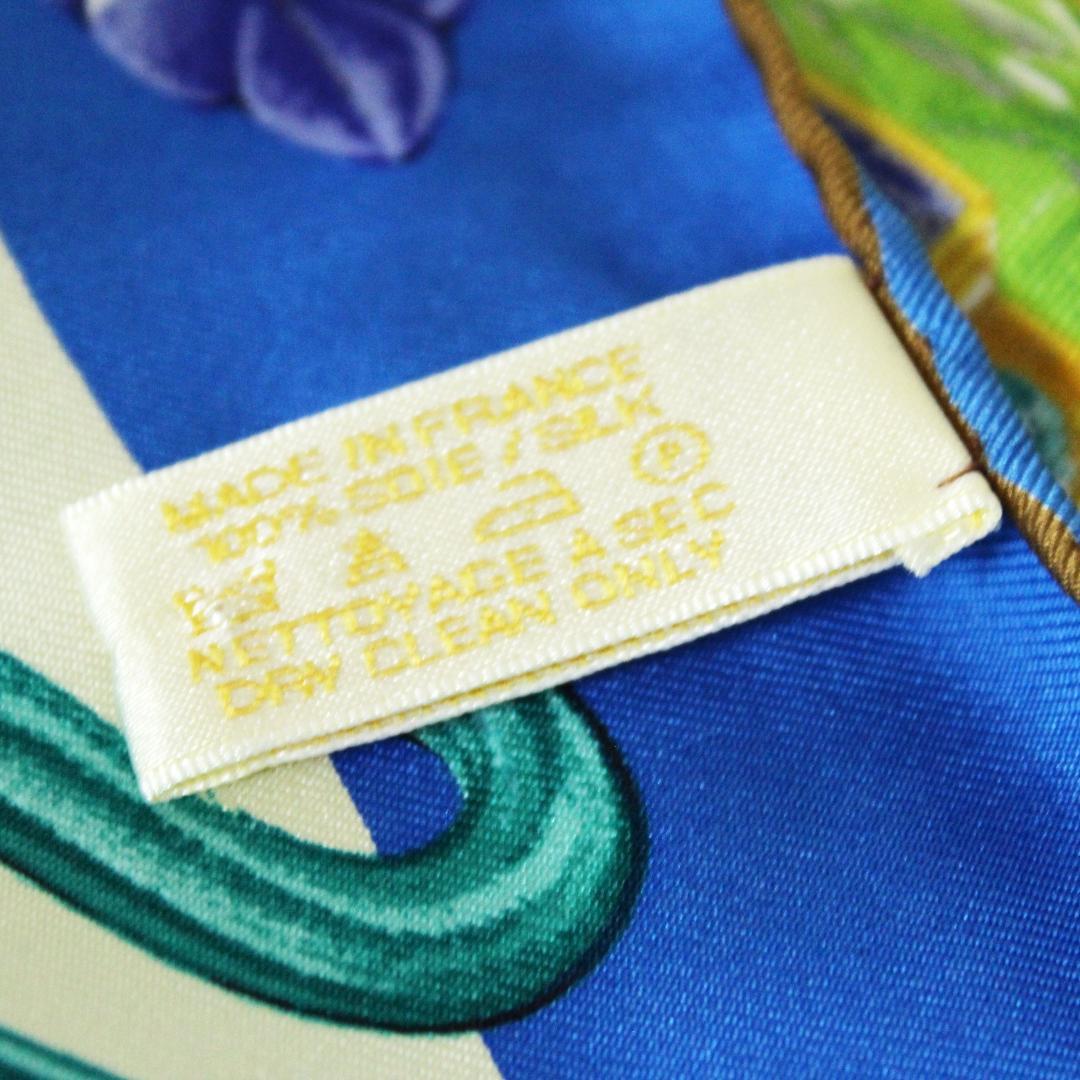 MADE IN FRANCE
100% SOIE / SILK
P
NETTOYAGE A SEC
DRY CLEAN ONLY